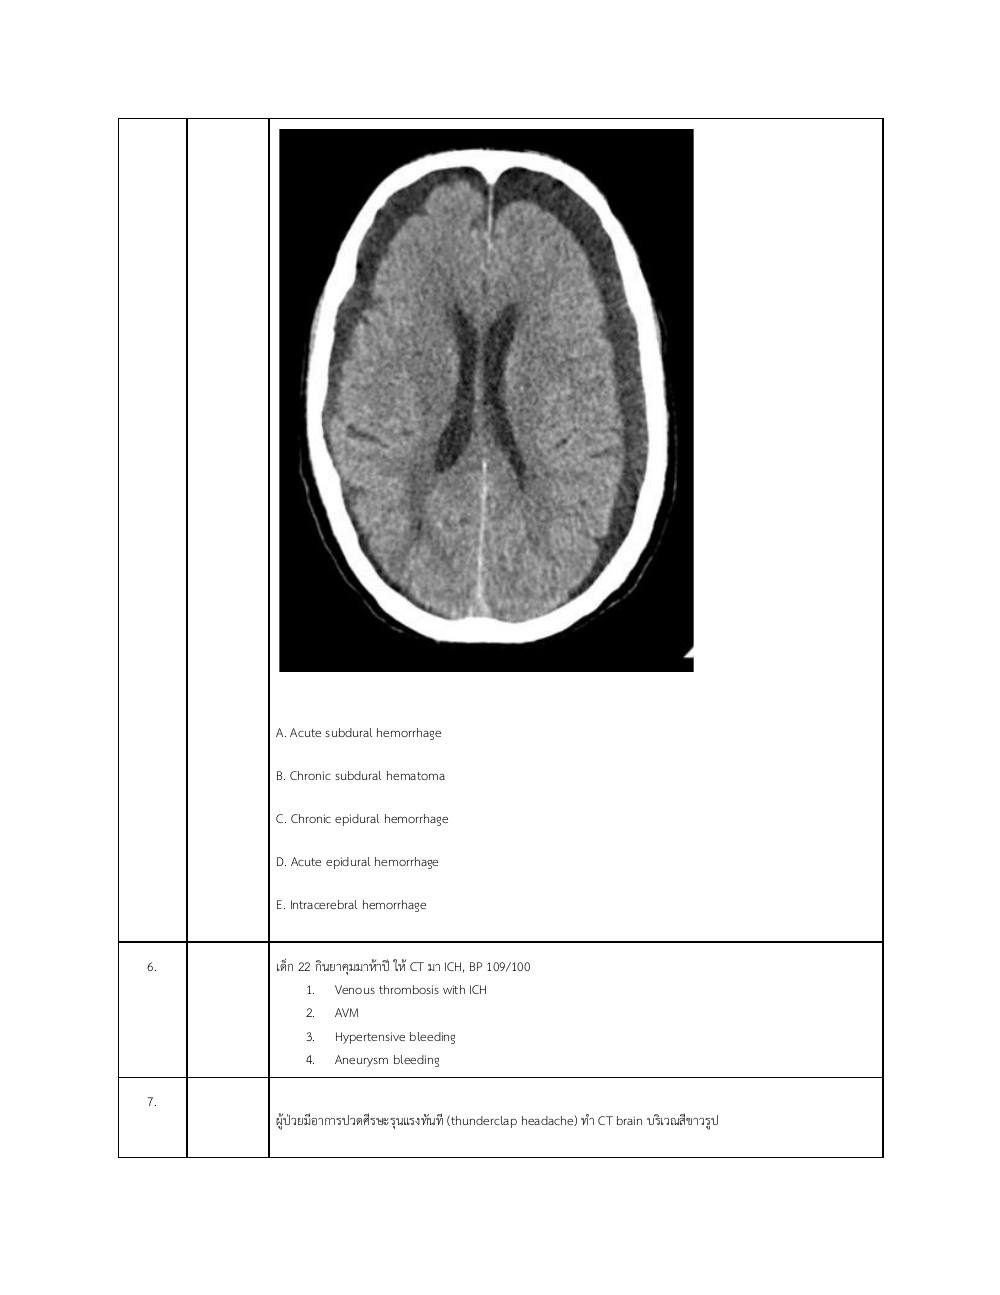 A. Acute subdural hemorrhage
B. Chronic subdural hematoma
C. Chronic epidural hemorrhage
D. Acute epidural hemorrhage
E. Intracerebral hemorrhage
6. เด็ก 22 กินยาคุมมาห้าปี ให้ CT มา ICH, BP 109/100
1. Venous thrombosis with ICH
2. AVM
3. Hypertensive bleeding
4. Aneurysm bleeding
7.
ผู้ป่วยมีอาการปวดศีรษะรุนแรงทันที (thunderclap headache) ทำ CT brain บริเวณสีขาวรูป